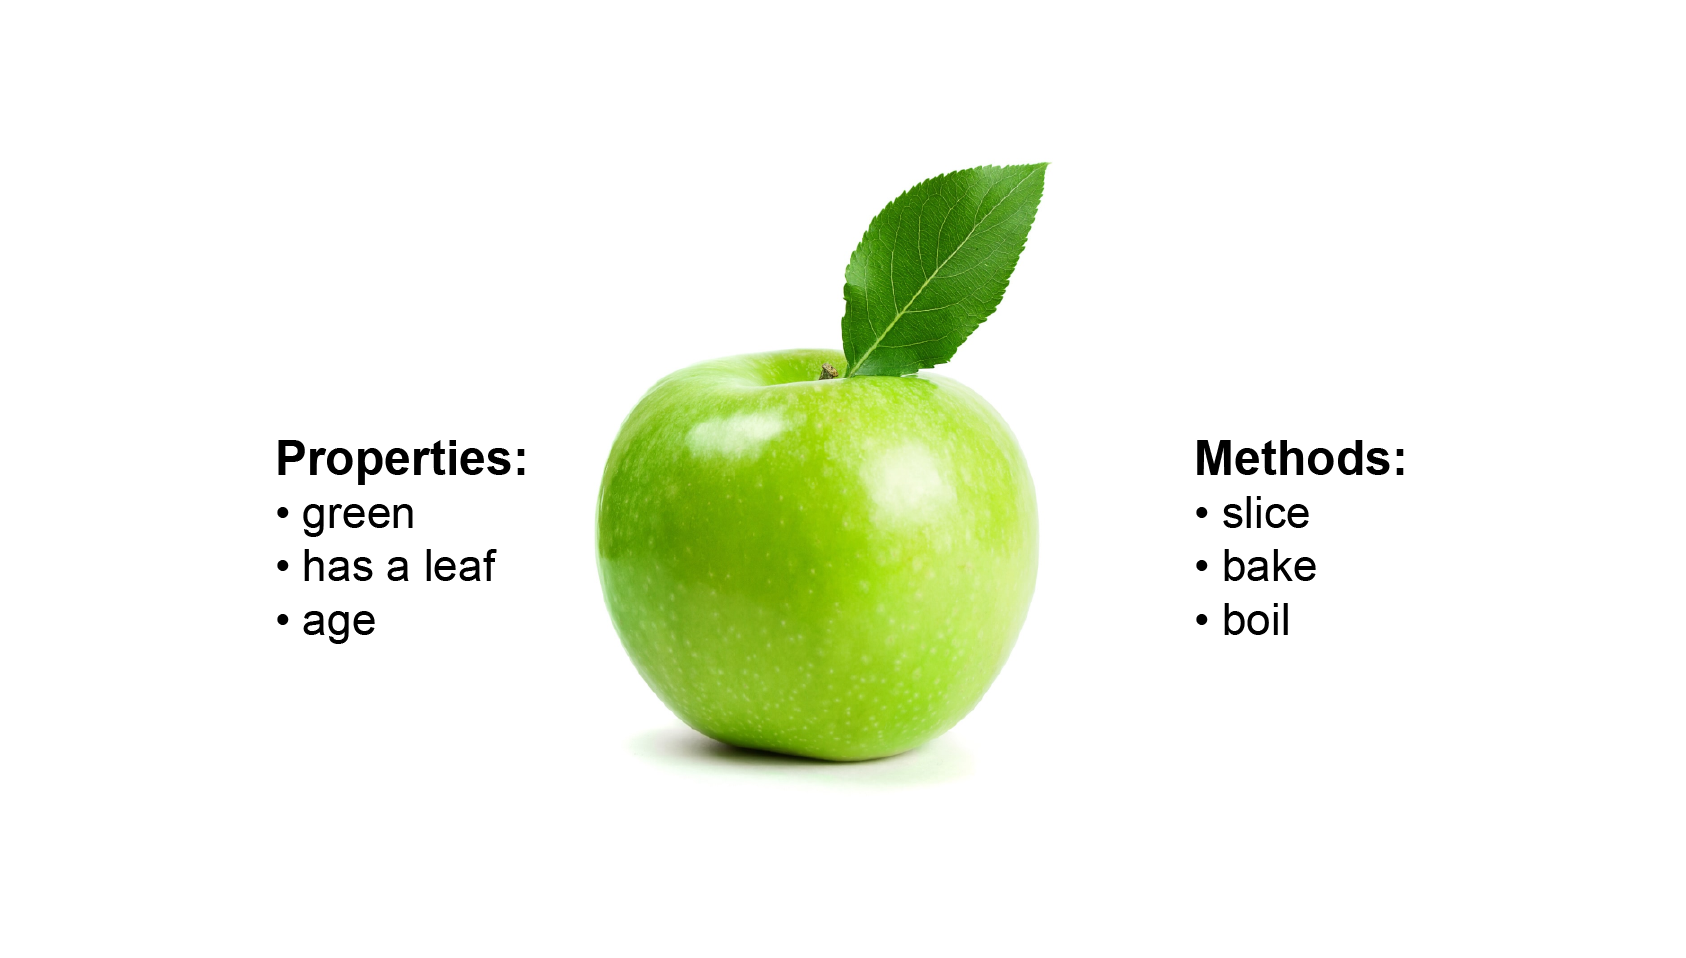 Properties:
• green
• has a leaf
• age
Methods:
• slice
• bake
• boil